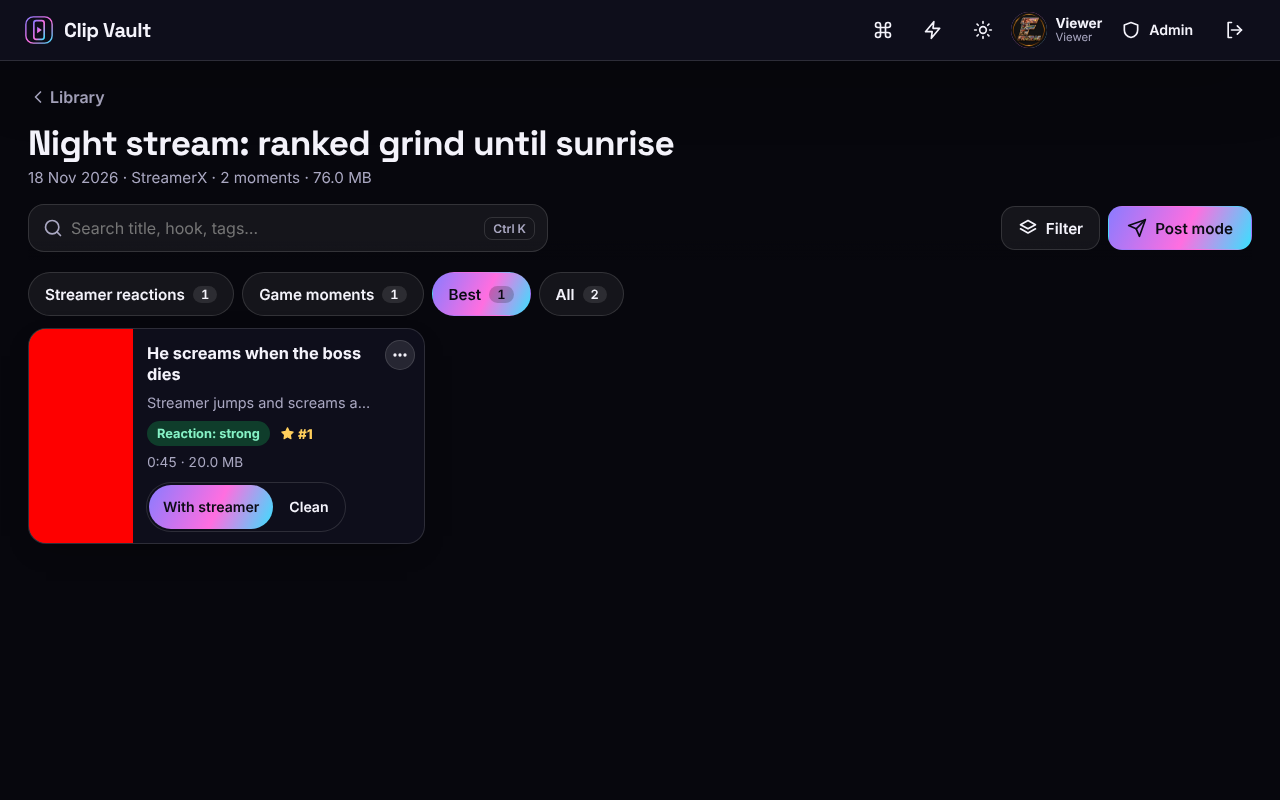 Clip Vault
Viewer
Viewer
Admin
Library
Night stream: ranked grind until sunrise
18 Nov 2026 · StreamerX · 2 moments · 76.0 MB
Search title, hook, tags...
Ctrl K
Filter
Post mode
Streamer reactions 1
Game moments 1
Best 1
All 2
He screams when the boss
dies
Streamer jumps and screams a...
Reaction: strong
#1
0:45 · 20.0 MB
With streamer
Clean